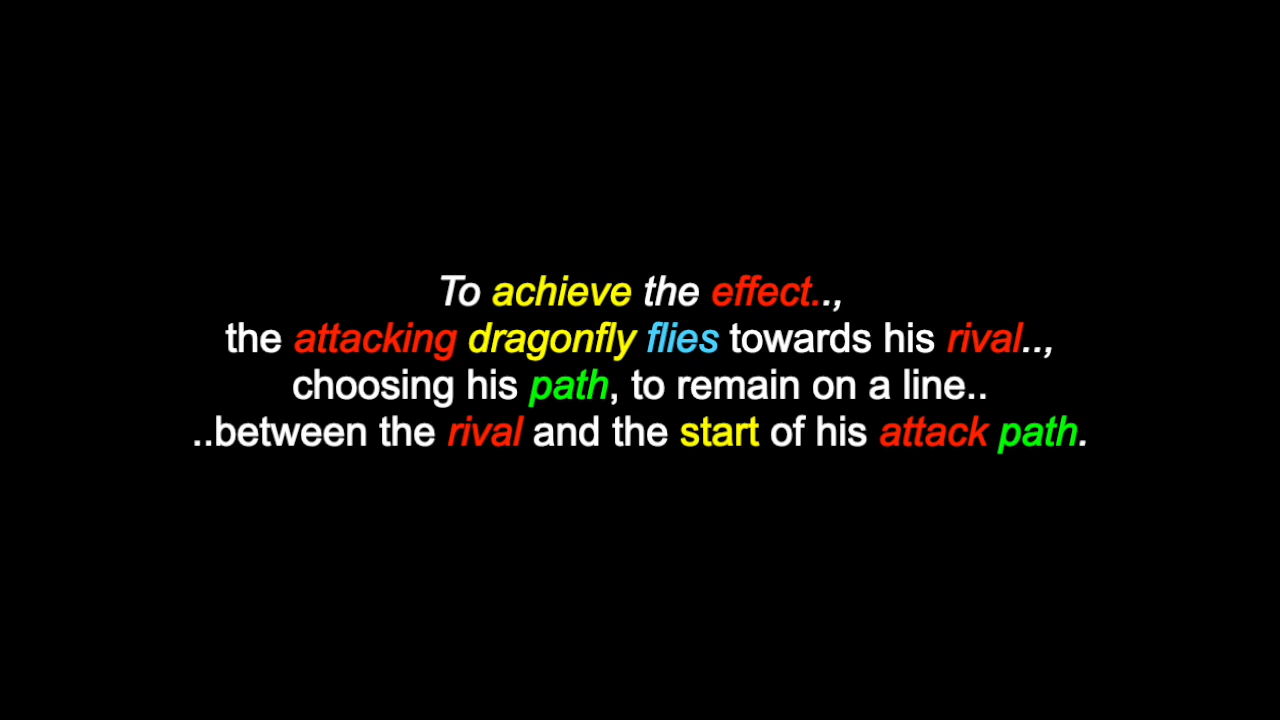 To achieve the effect..,
the attacking dragonfly flies towards his rival..,
choosing his path, to remain on a line..
..between the rival and the start of his attack path.